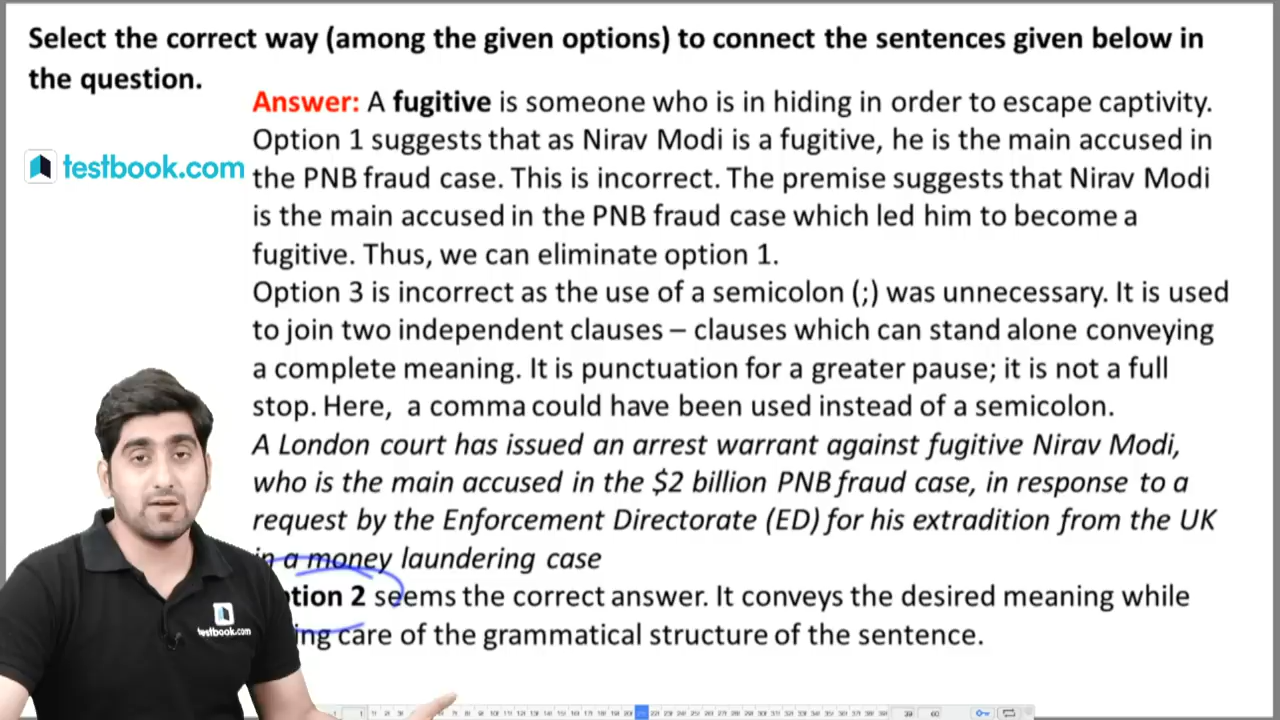 Select the correct way (among the given options) to connect the sentences given below in
the question.
Answer: A fugitive is someone who is in hiding in order to escape captivity.
Option 1 suggests that as Nirav Modi is a fugitive, he is the main accused in
testbook.com
the PNB fraud case. This is incorrect. The premise suggests that Nirav Modi
is the main accused in the PNB fraud case which led him to become a
fugitive. Thus, we can eliminate option 1.
Option 3 is incorrect as the use of a semicolon (;) was unnecessary. It is used
to join two independent clauses – clauses which can stand alone conveying
a complete meaning. It is punctuation for a greater pause; it is not a full
stop. Here, a comma could have been used instead of a semicolon.
A London court has issued an arrest warrant against fugitive Nirav Modi,
who is the main accused in the $2 billion PNB fraud case, in response to a
request by the Enforcement Directorate (ED) for his extradition from the UK
in a money laundering case
tion 2 seems the correct answer. It conveys the desired meaning while
ing care of the grammatical structure of the sentence.
testbook.com